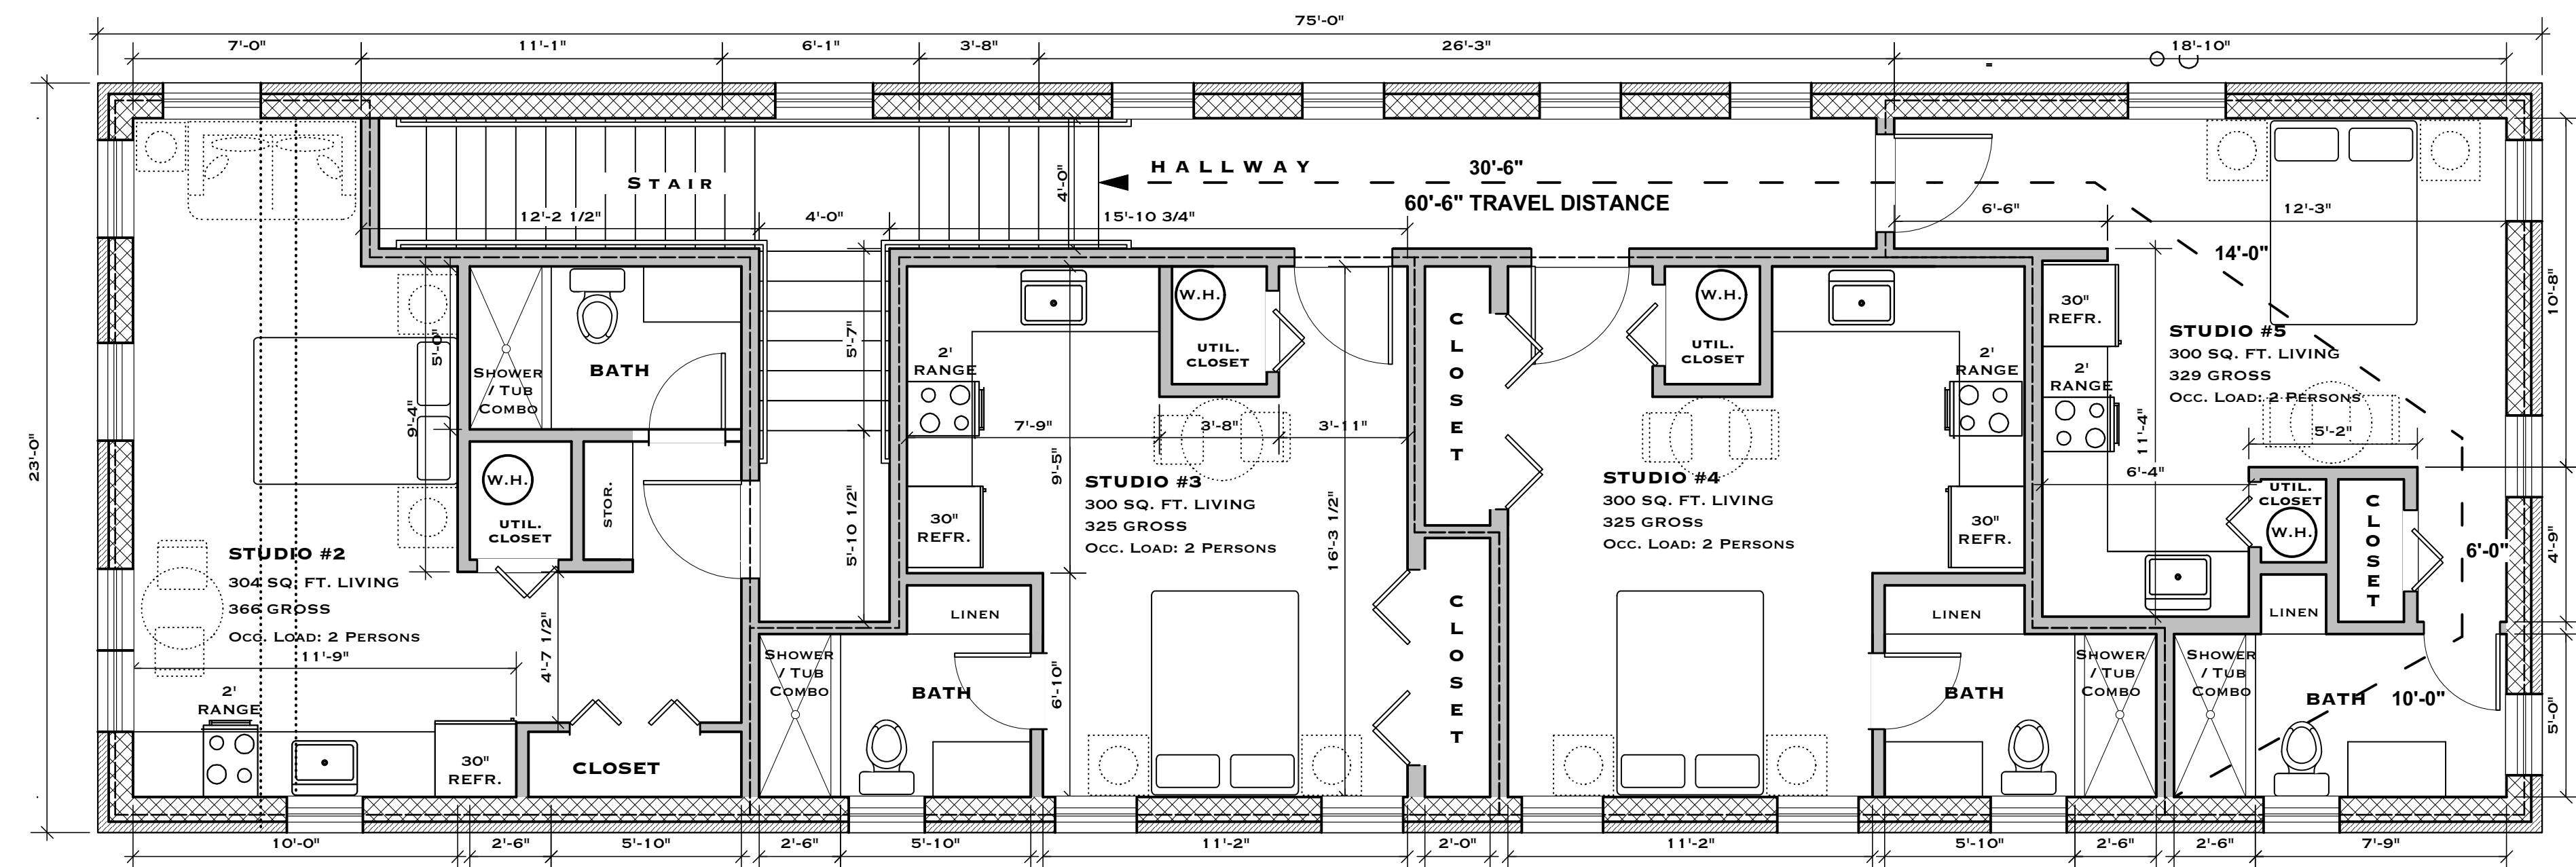 75'-0"
7'-0"
11'-1"
6'-1"
3'-8"
26'-3"
18'-10"
HALLWAY
30'-6"
STAIR
4'-0"
60'-6" TRAVEL DISTANCE
12'-2 1/2"
4'-0"
15'-10 3/4"
6'-6"
12'-3"
14'-0"
10'-8"
23'-0"
5'-0"
9'-4"
SHOWER
/ TUB
COMBO
BATH
5'-7"
2'
RANGE
W.H.
UTIL.
CLOSET
CLOSET
W.H.
UTIL.
CLOSET
2'
RANGE
30"
REFR.
2'
RANGE
STUDIO #5
300 SQ. FT. LIVING
329 GROSS
OCC. LOAD: 2 PERSONS
7'-9"
3'-8"
3'-11"
11'-4"
5'-2"
6'-4"
W.H.
UTIL.
CLOSET
STOR.
5'-10 1/2"
9'-5"
30"
REFR.
STUDIO #3
300 SQ. FT. LIVING
325 GROSS
OCC. LOAD: 2 PERSONS
16'-3 1/2"
STUDIO #4
300 SQ. FT. LIVING
325 GROSs
OCC. LOAD: 2 PERSONS
30"
REFR.
UTIL.
CLOSET
W.H.
CLOSET
6'-0"
4'-9"
STUDIO #2
304 SQ. FT. LIVING
366 GROSS
OCC. LOAD: 2 PERSONS
11'-9"
4'-7 1/2"
LINEN
CLOSET
LINEN
LINEN
2'
RANGE
30"
REFR.
CLOSET
SHOWER
/ TUB
COMBO
BATH
6'-10"
BATH
SHOWER
/ TUB
COMBO
SHOWER
/ TUB
COMBO
BATH
10'-0"
5'-0"
10'-0"
2'-6"
5'-10"
2'-6"
5'-10"
11'-2"
2'-0"
11'-2"
5'-10"
2'-6"
2'-6"
7'-9"